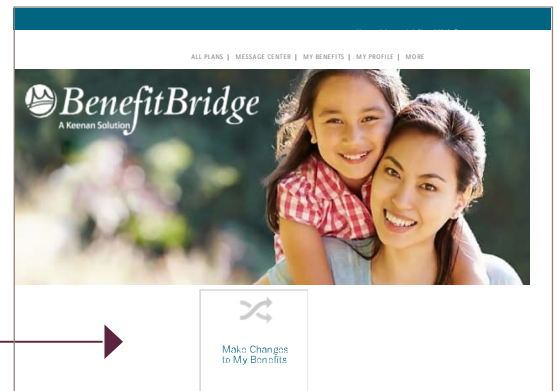 ALL PLANS | MESSAGE CENTER | MY BENEFITS | MY PROFILE | MORE
BenefitBridge
A Keenan Solution
Make Changes
to My Benefits